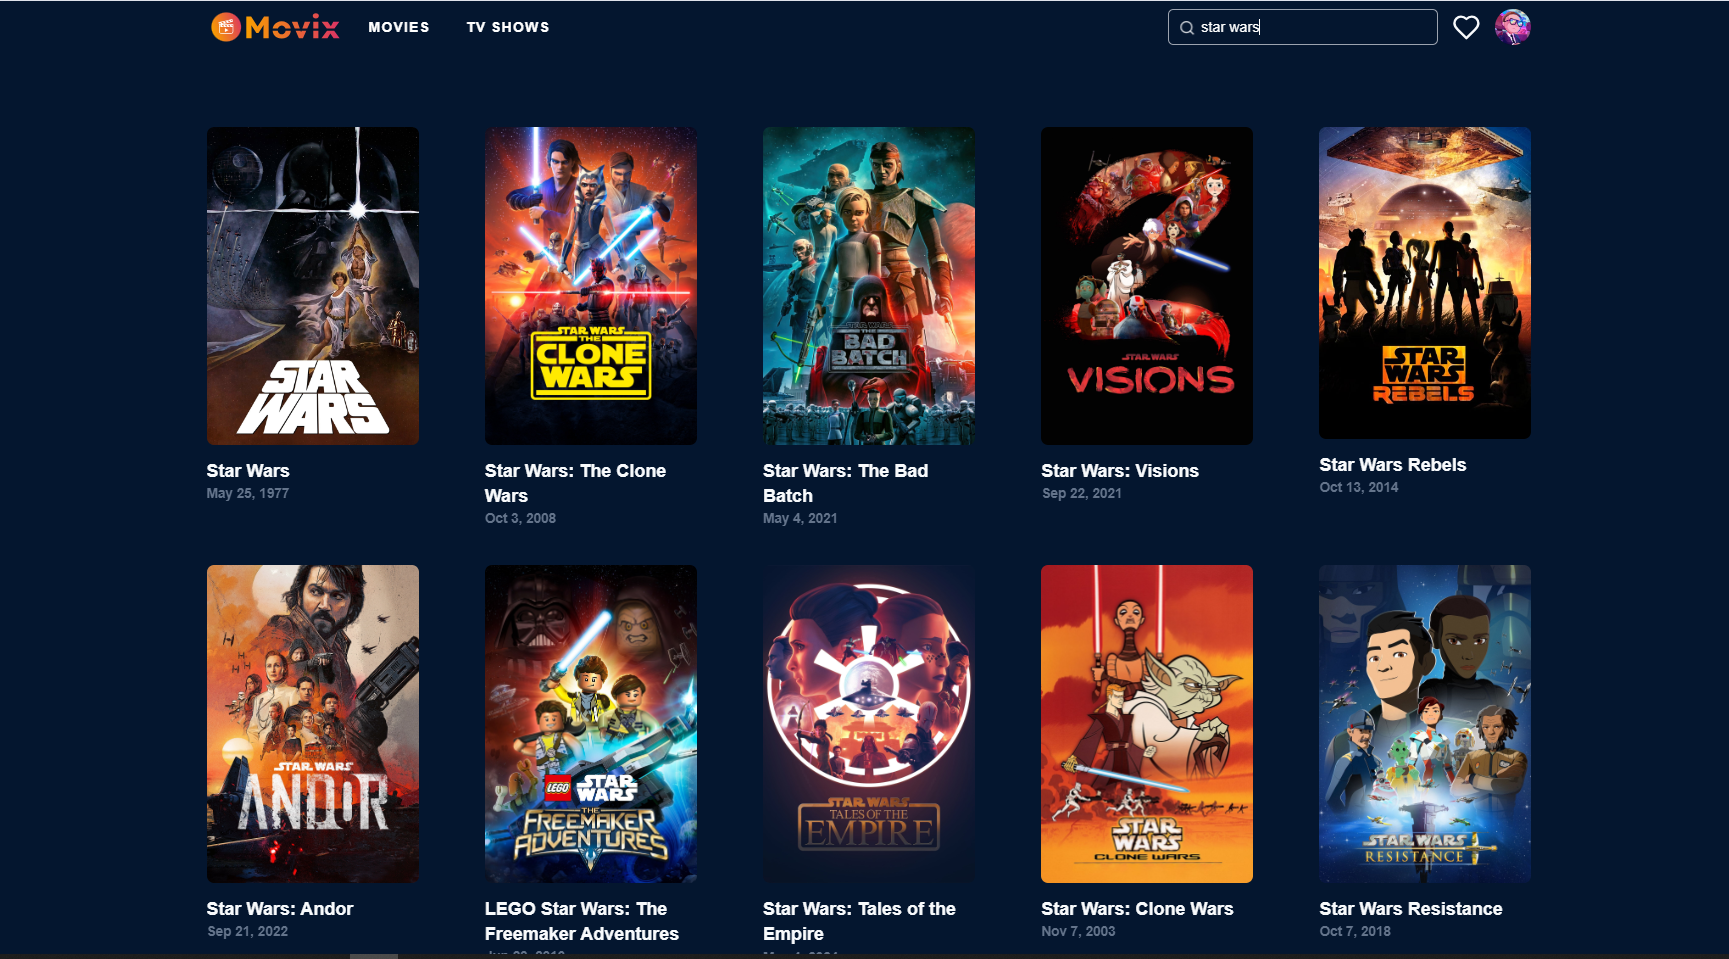 Movix MOVIES TV SHOWS star wars
STAR
WARS
STAR WARS
THE
CLONE
WARS
STAR WARS
THE
BAD
BATCH
STAR WARS
VISIONS
STAR
WARS
REBELS
Star Wars
May 25, 1977
Star Wars: The Clone
Wars
Oct 3, 2008
Star Wars: The Bad
Batch
May 4, 2021
Star Wars: Visions
Sep 22, 2021
Star Wars Rebels
Oct 13, 2014
STAR WARS
ANDOR
LEGO STAR WARS
THE
FREEMAKER
ADVENTURES
STAR WARS
TALES OF THE
EMPIRE
STAR
WARS
CLONE WARS
STAR WARS
RESISTANCE
Star Wars: Andor
Sep 21, 2022
LEGO Star Wars: The
Freemaker Adventures
Star Wars: Tales of the
Empire
Star Wars: Clone Wars
Nov 7, 2003
Star Wars Resistance
Oct 7, 2018